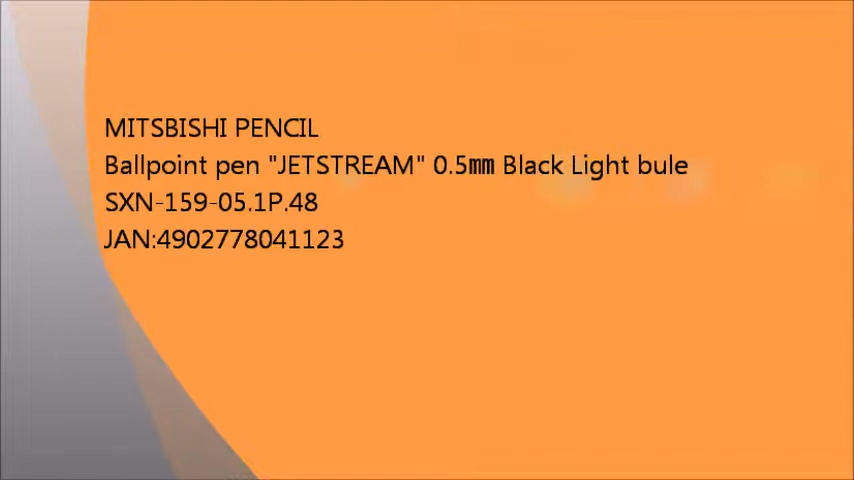 MITSBISHI PENCIL
Ballpoint pen "JETSTREAM" 0.5㎜ Black Light bule
SXN-159-05.1P.48
JAN:4902778041123